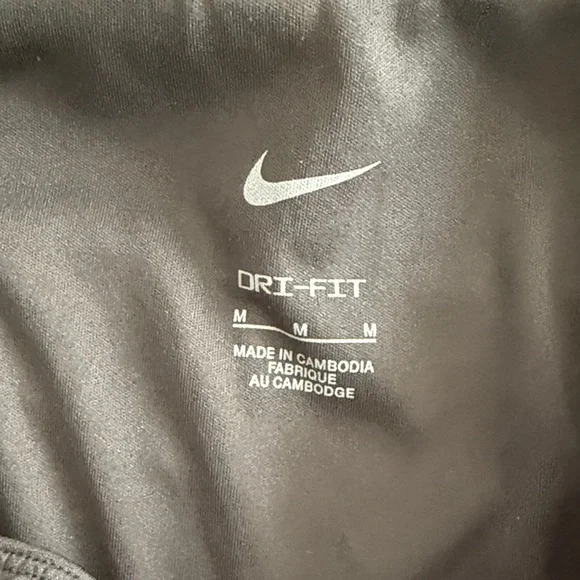 DRI-FIT
M M M
MADE IN CAMBODIA
FABRIQUE
AU CAMBODGE